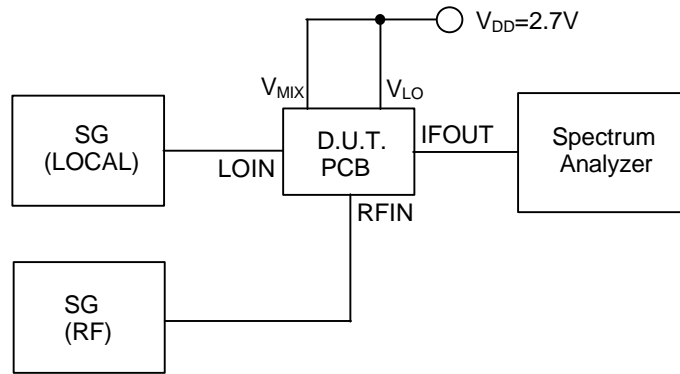 V_DD=2.7V
V_MIX
V_LO
SG
(LOCAL)
LOIN
D.U.T.
PCB
IFOUT
Spectrum
Analyzer
RFIN
SG
(RF)